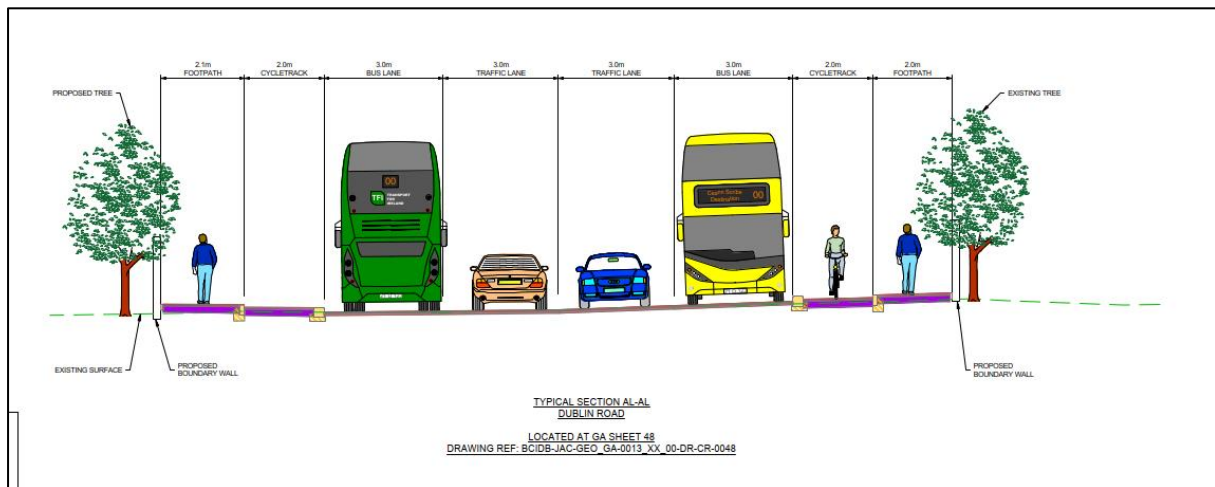 2.1m
FOOTPATH
2.0m
CYCLETRACK
3.0m
BUS LANE
3.0m
TRAFFIC LANE
3.0m
TRAFFIC LANE
3.0m
BUS LANE
2.0m
CYCLETRACK
2.0m
FOOTPATH
PROPOSED TREE
EXISTING TREE
00
TFI
TRANSPORT
FOR
IRELAND
00
EXISTING SURFACE
PROPOSED
BOUNDARY WALL
PROPOSED
BOUNDARY WALL
TYPICAL SECTION AL-AL
DUBLIN ROAD
LOCATED AT GA SHEET 48
DRAWING REF: BCIDB-JAC-GEO_GA-0013_XX_00-DR-CR-0048